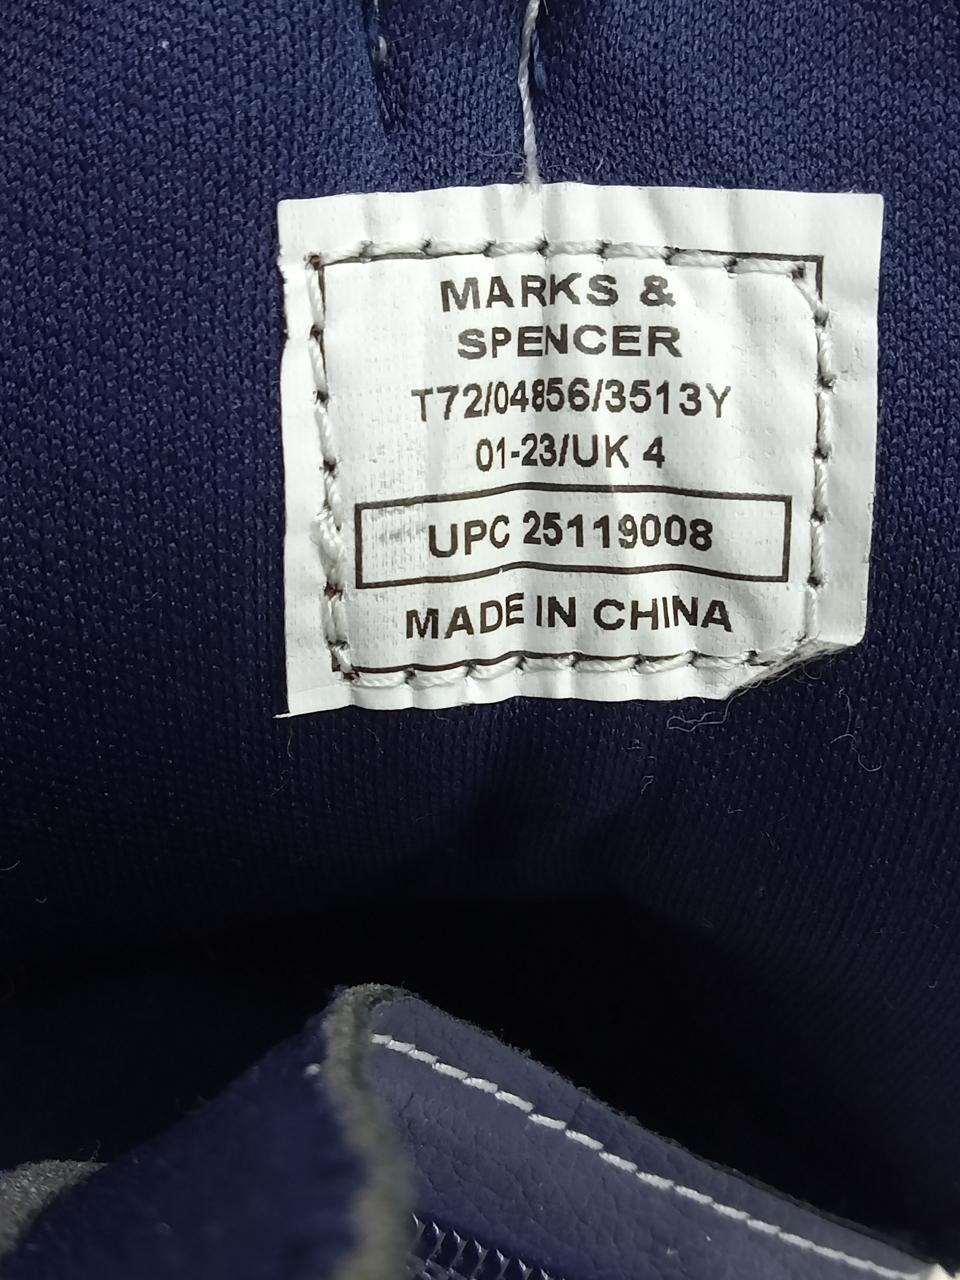 MARKS &
SPENCER
T72/04856/3513Y
01-23/UK 4
UPC 25119008
MADE IN CHINA